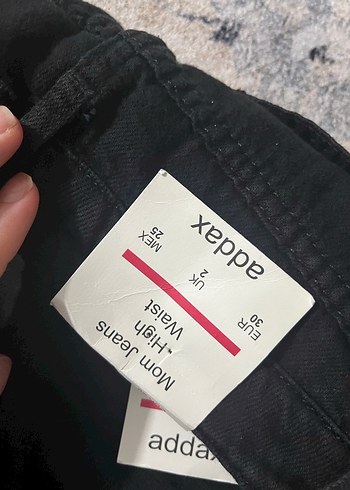 addax
EUR
30
UK
2
MEX
25
Mom Jeans
-High
Waist
addax